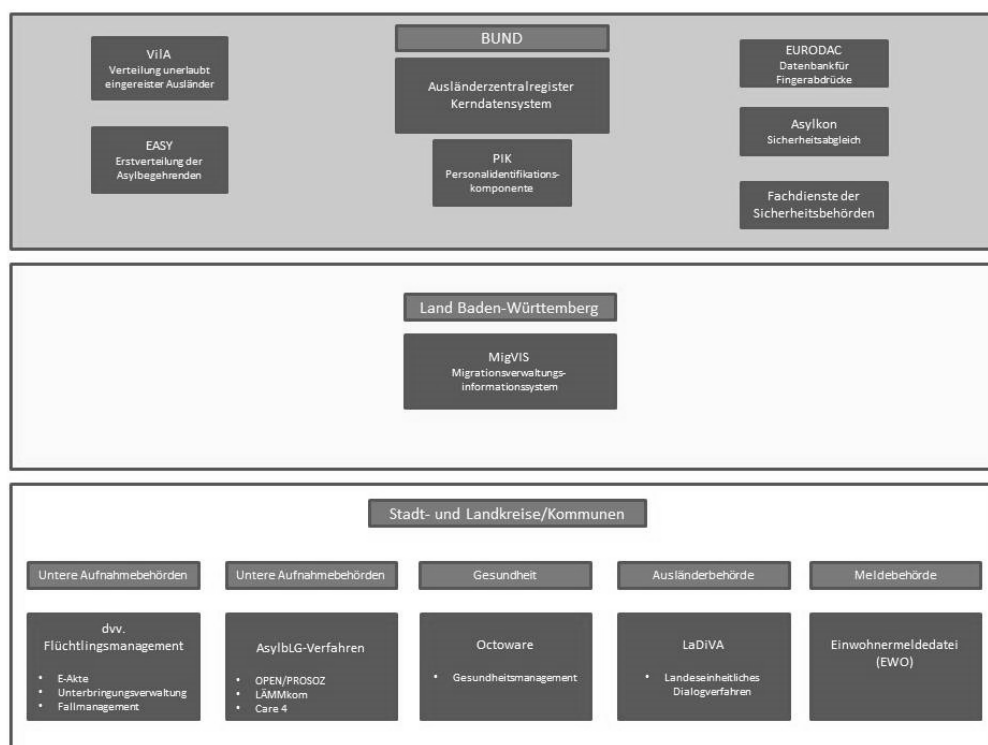 BUND
VilA
Verteilung unerlaubt
eingereister Ausländer
EASY
Erstverteilung der
Asylbegehrenden
Ausländerzentralregister
Kerndatensystem
PIK
Personalidentifikations-
komponente
EURODAC
Datenbank für
Fingerabdrücke
Asylkon
Sicherheitsabgleich
Fachdienste der
Sicherheitsbehörden
Land Baden-Württemberg
MigVIS
Migrationsverwaltungs-
informationssystem
Stadt- und Landkreise/Kommunen
Untere Aufnahmebehörden
dvv.
Flüchtlingsmanagement
• E-Akte
• Unterbringungsverwaltung
• Fallmanagement
Untere Aufnahmebehörden
AsylbLG-Verfahren
• OPEN/PROSOZ
• LÄMMkom
• Care 4
Gesundheit
Octoware
• Gesundheitsmanagement
Ausländerbehörde
LaDiVA
• Landeseinheitliches
Dialogverfahren
Meldebehörde
Einwohnermeldedatei
(EWO)